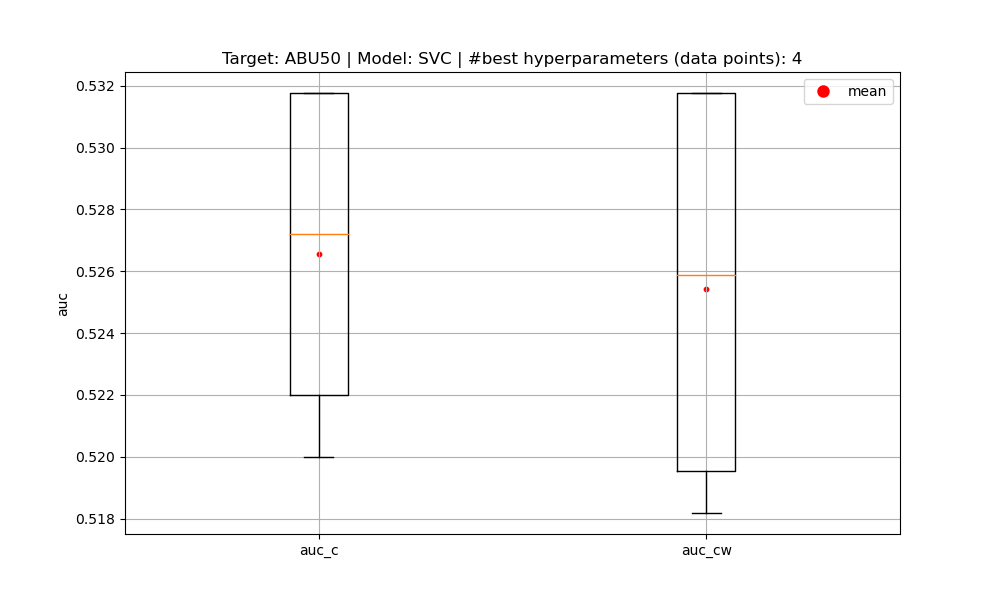 Target: ABU50 | Model: SVC | #best hyperparameters (data points): 4
mean
0.532
0.530
0.528
0.526
0.524
0.522
0.520
0.518
auc
auc_c
auc_cw